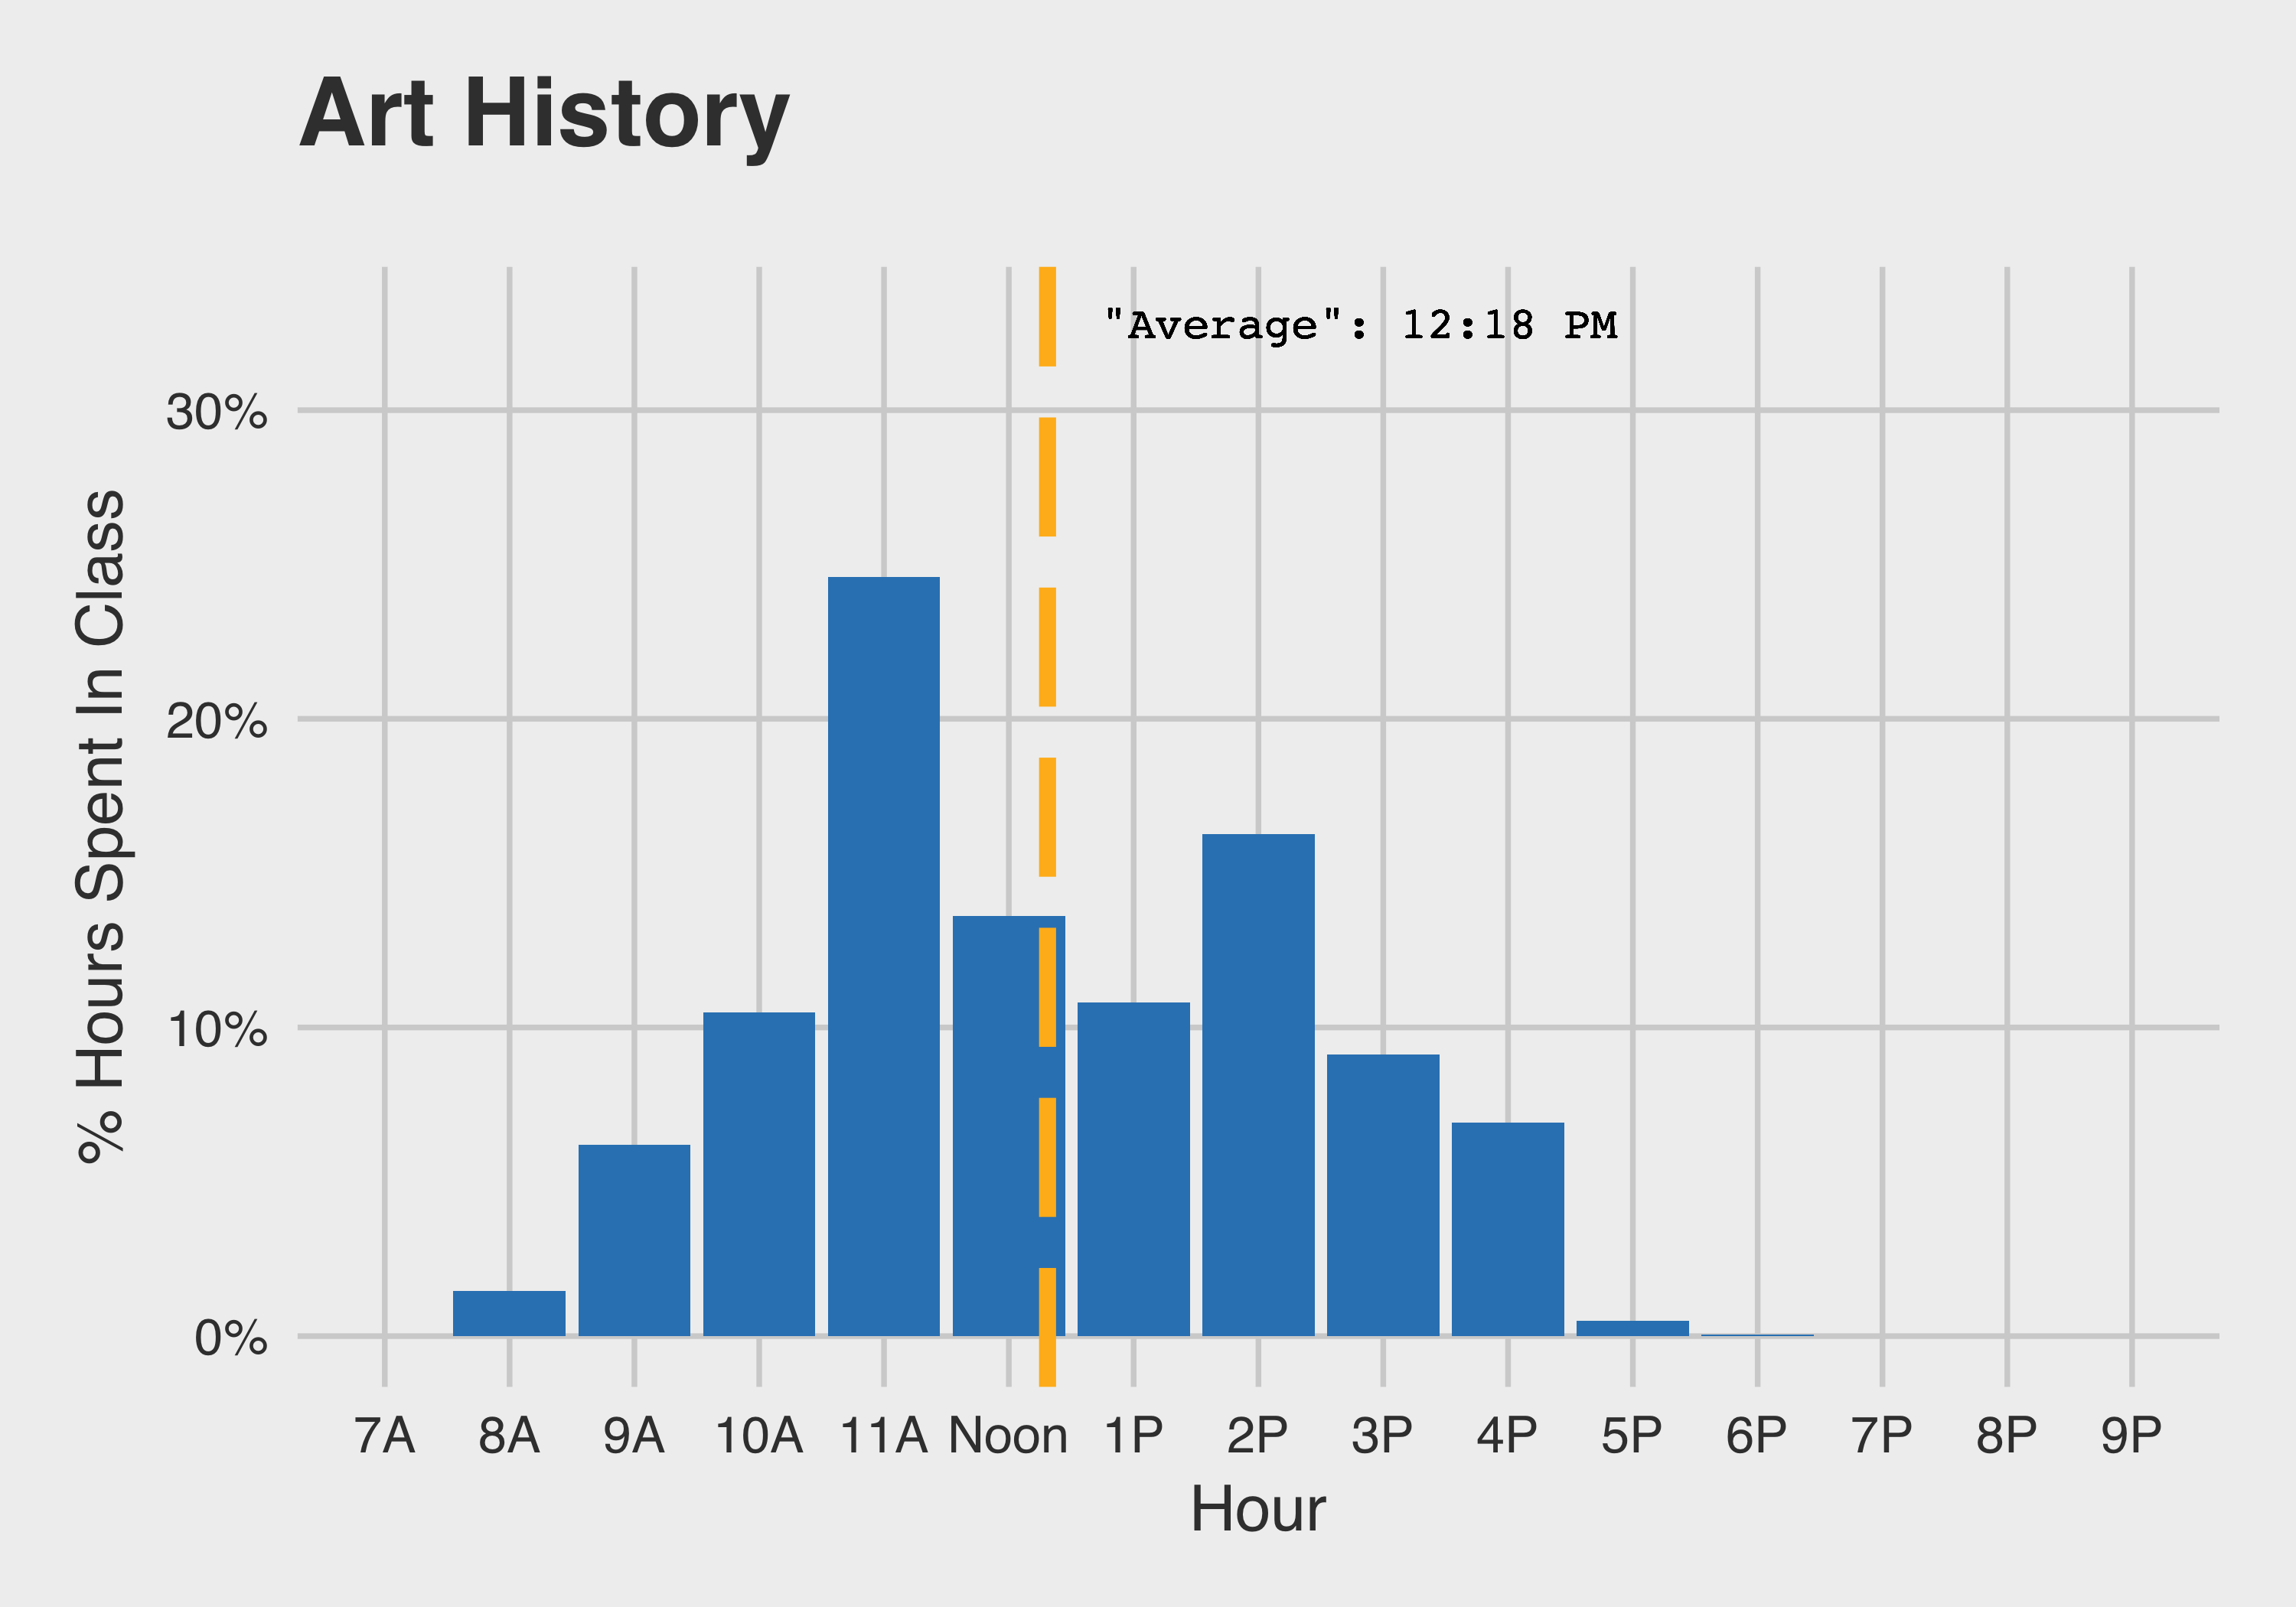 Art History
"Average": 12:18 PM
% Hours Spent In Class
30%
20%
10%
0%
7A 8A 9A 10A 11A Noon 1P 2P 3P 4P 5P 6P 7P 8P 9P
Hour